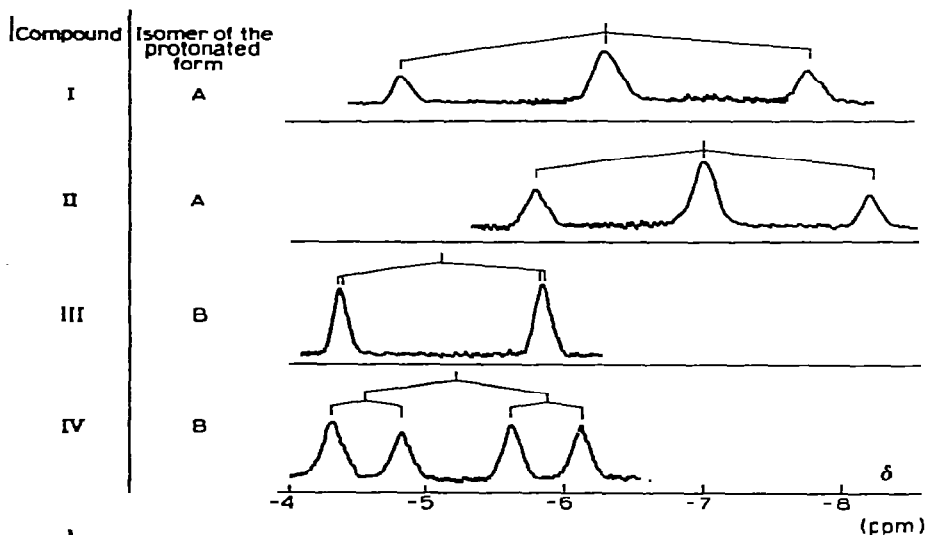 Compound
Isomer of the
protonated
form
I A
II A
III B
IV B
δ
-4 -5 -6 -7 -8
(ppm)